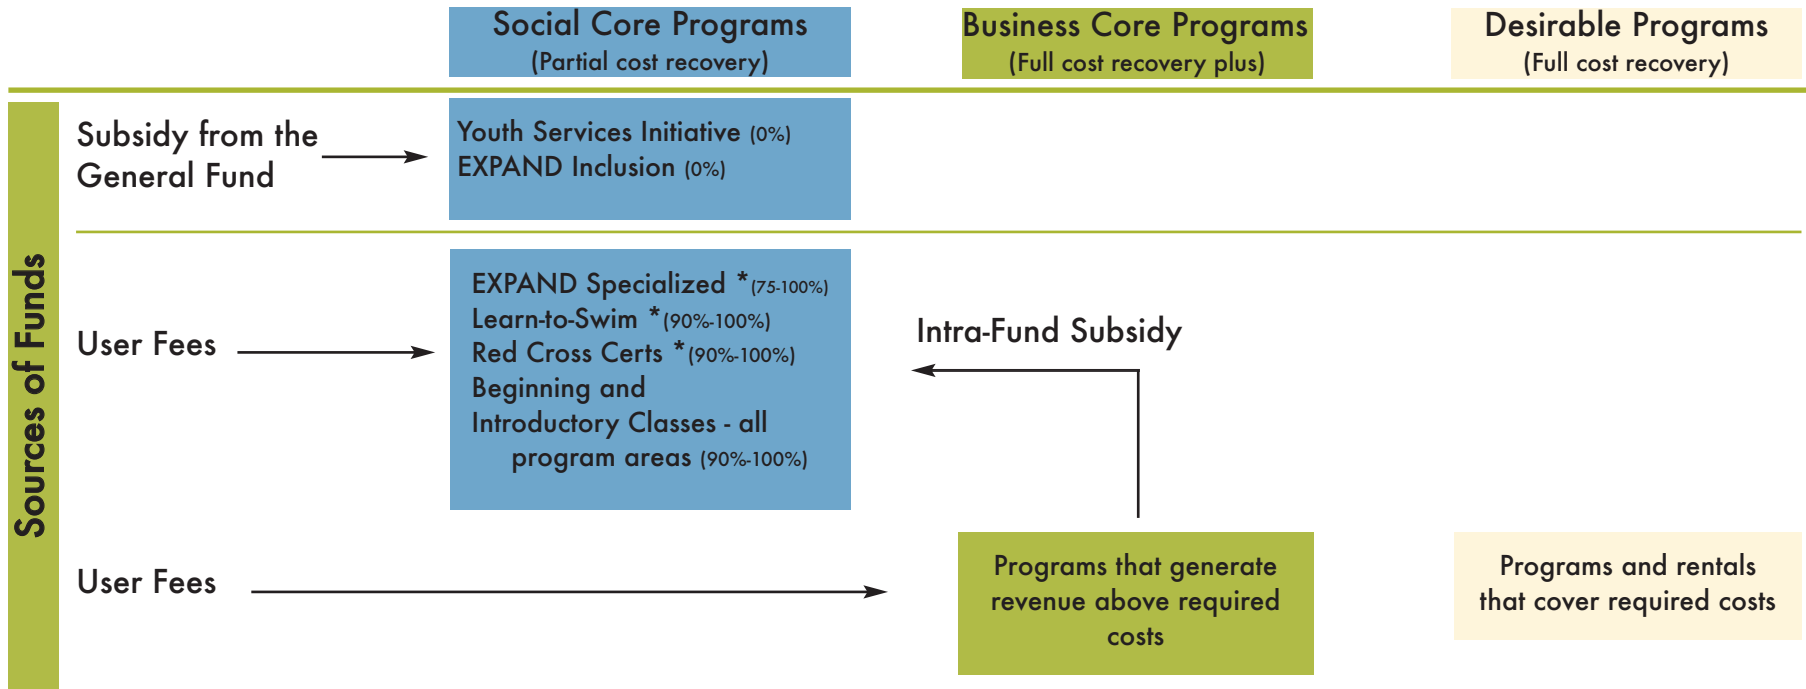 Social Core Programs
(Partial cost recovery)
Business Core Programs
(Full cost recovery plus)
Desirable Programs
(Full cost recovery)
Sources of Funds
Subsidy from the
General Fund
Youth Services Initiative (0%)
EXPAND Inclusion (0%)
User Fees
EXPAND Specialized *(75-100%)
Learn-to-Swim *(90%-100%)
Red Cross Certs *(90%-100%)
Beginning and
Introductory Classes - all
program areas (90%-100%)
Intra-Fund Subsidy
User Fees
Programs that generate
revenue above required
costs
Programs and rentals
that cover required costs